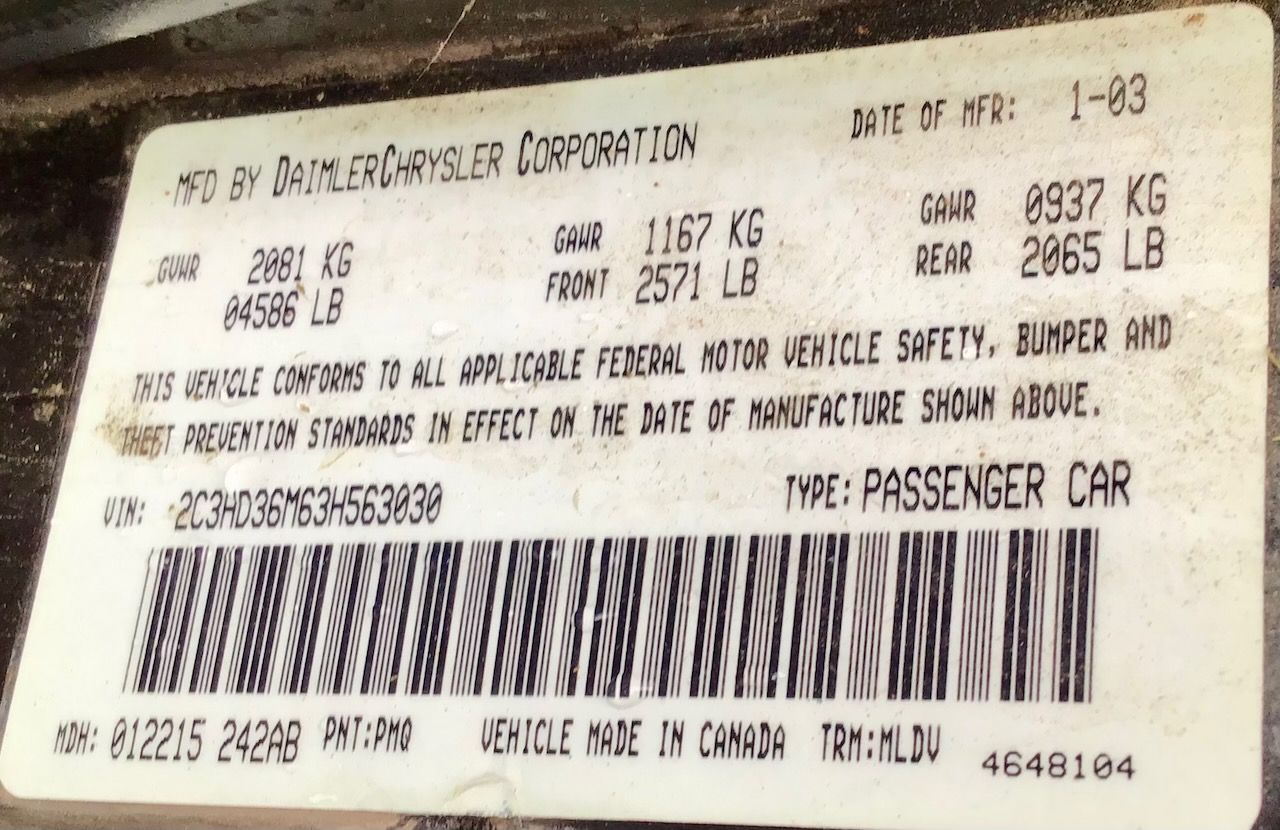 MFD BY DAIMLERCHRYSLER CORPORATION DATE OF MFR: 1-03
GVWR 2081 KG GAWR 1167 KG GAWR 0937 KG
04586 LB FRONT 2571 LB REAR 2065 LB
THIS VEHICLE CONFORMS TO ALL APPLICABLE FEDERAL MOTOR VEHICLE SAFETY, BUMPER AND
THEFT PREVENTION STANDARDS IN EFFECT ON THE DATE OF MANUFACTURE SHOWN ABOVE.
VIN: 2C3HD36M63H563030 TYPE: PASSENGER CAR
MDH: 012215 242AB PNT:PMQ VEHICLE MADE IN CANADA TRM:MLDV 4648104